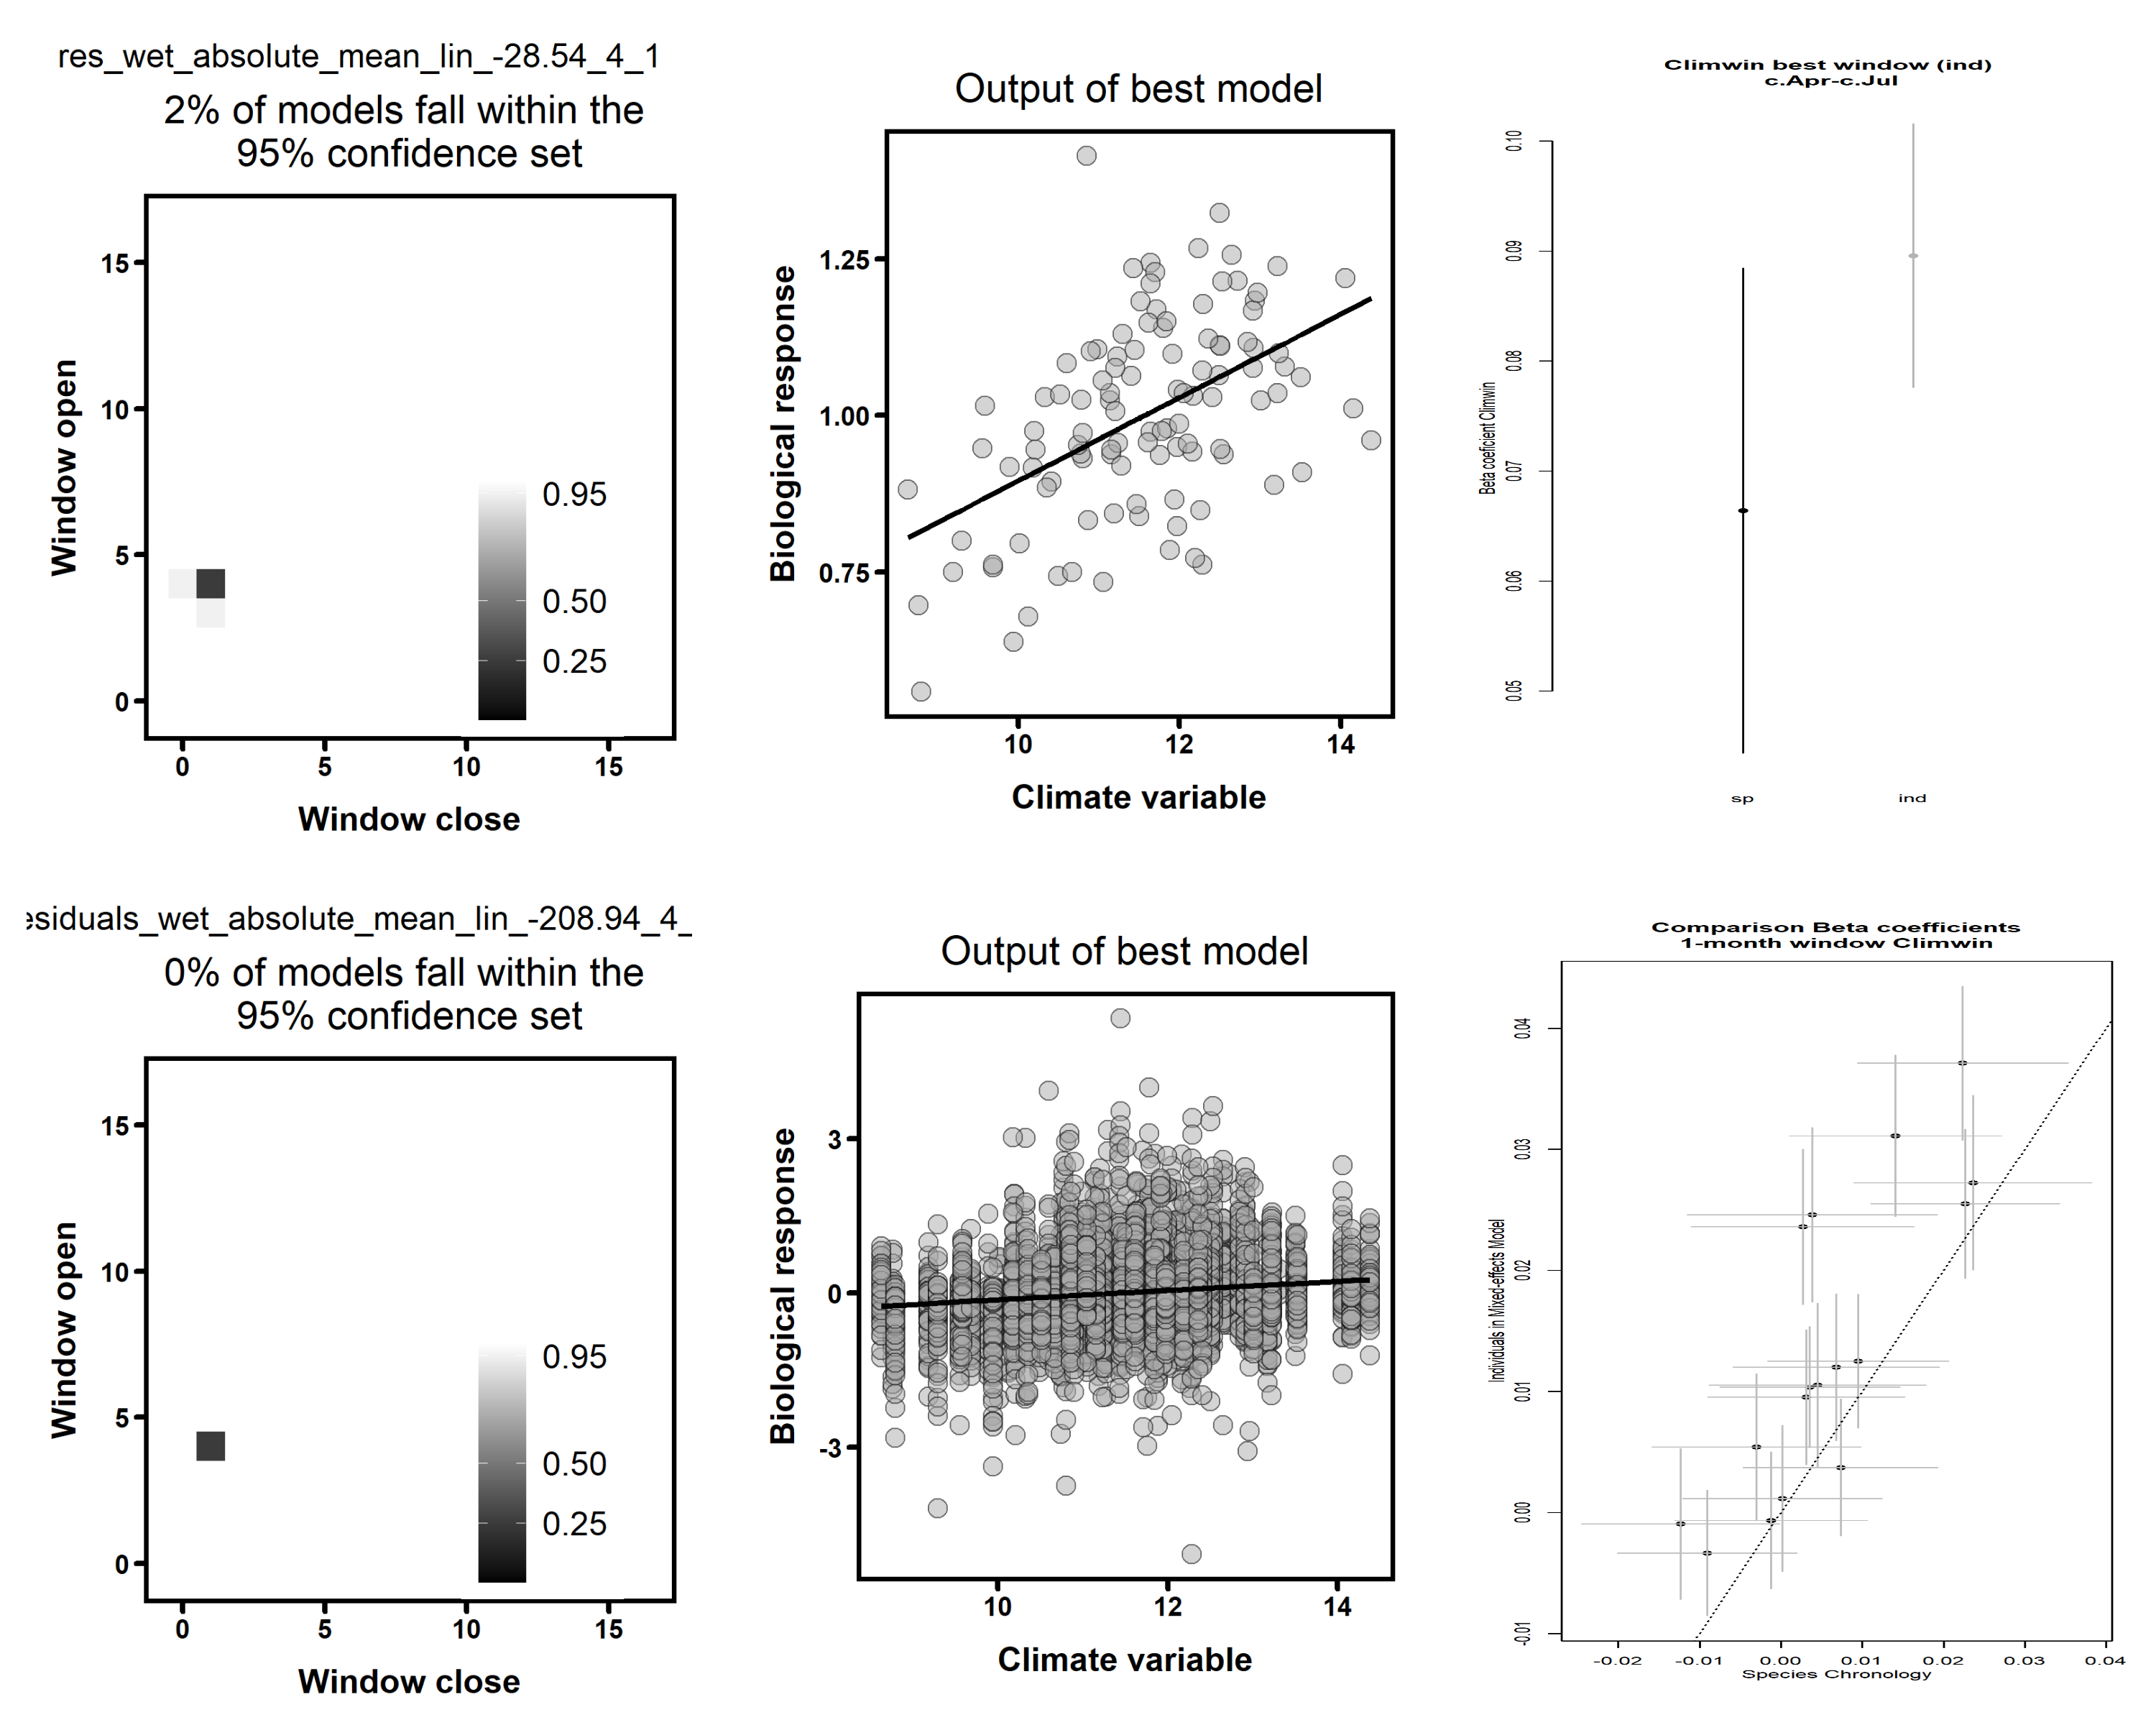 res_wet_absolute_mean_lin_-28.54_4_1
2% of models fall within the
95% confidence set
Window open
15
10
5
0
0.95
0.50
0.25
0 5 10 15
Window close
Output of best model
Biological response
1.25
1.00
0.75
10 12 14
Climate variable
Climwin best window (ind)
c.Apr-c.Jul
Beta coeficient Climwin
0.10
0.09
0.08
0.07
0.06
0.05
sp ind
esiduals_wet_absolute_mean_lin_-208.94_4_
0% of models fall within the
95% confidence set
Window open
15
10
5
0
0.95
0.50
0.25
0 5 10 15
Window close
Output of best model
Biological response
3
0
-3
10 12 14
Climate variable
Comparison Beta coefficients
1-month window Climwin
Individuals in Mixed-effects Model
0.04
0.03
0.02
0.01
0.00
-0.01
-0.02 -0.01 0.00 0.01 0.02 0.03 0.04
Species Chronology